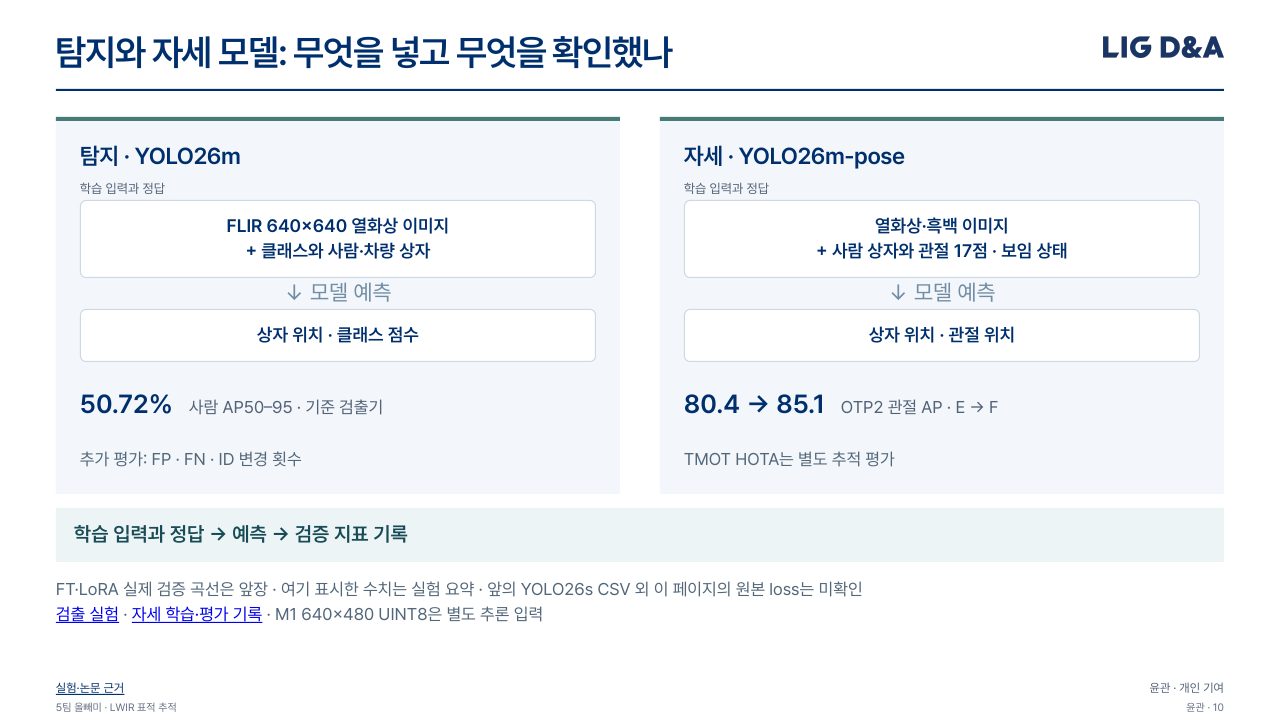 탐지와 자세 모델: 무엇을 넣고 무엇을 확인했나
LIG D&A
탐지 · YOLO26m
학습 입력과 정답
FLIR 640×640 열화상 이미지
+ 클래스와 사람·차량 상자
↓ 모델 예측
상자 위치 · 클래스 점수
50.72% 사람 AP50–95 · 기준 검출기
추가 평가: FP · FN · ID 변경 횟수
자세 · YOLO26m-pose
학습 입력과 정답
열화상·흑백 이미지
+ 사람 상자와 관절 17점 · 보임 상태
↓ 모델 예측
상자 위치 · 관절 위치
80.4 → 85.1 OTP2 관절 AP · E → F
TMOT HOTA는 별도 추적 평가
학습 입력과 정답 → 예측 → 검증 지표 기록
FT·LoRA 실제 검증 곡선은 앞장 · 여기 표시한 수치는 실험 요약 · 앞의 YOLO26s CSV 외 이 페이지의 원본 loss는 미확인
검출 실험 · 자세 학습·평가 기록 · M1 640×480 UINT8은 별도 추론 입력
실험·논문 근거
5팀 올빼미 · LWIR 표적 추적
윤관 · 개인 기여
윤관 · 10